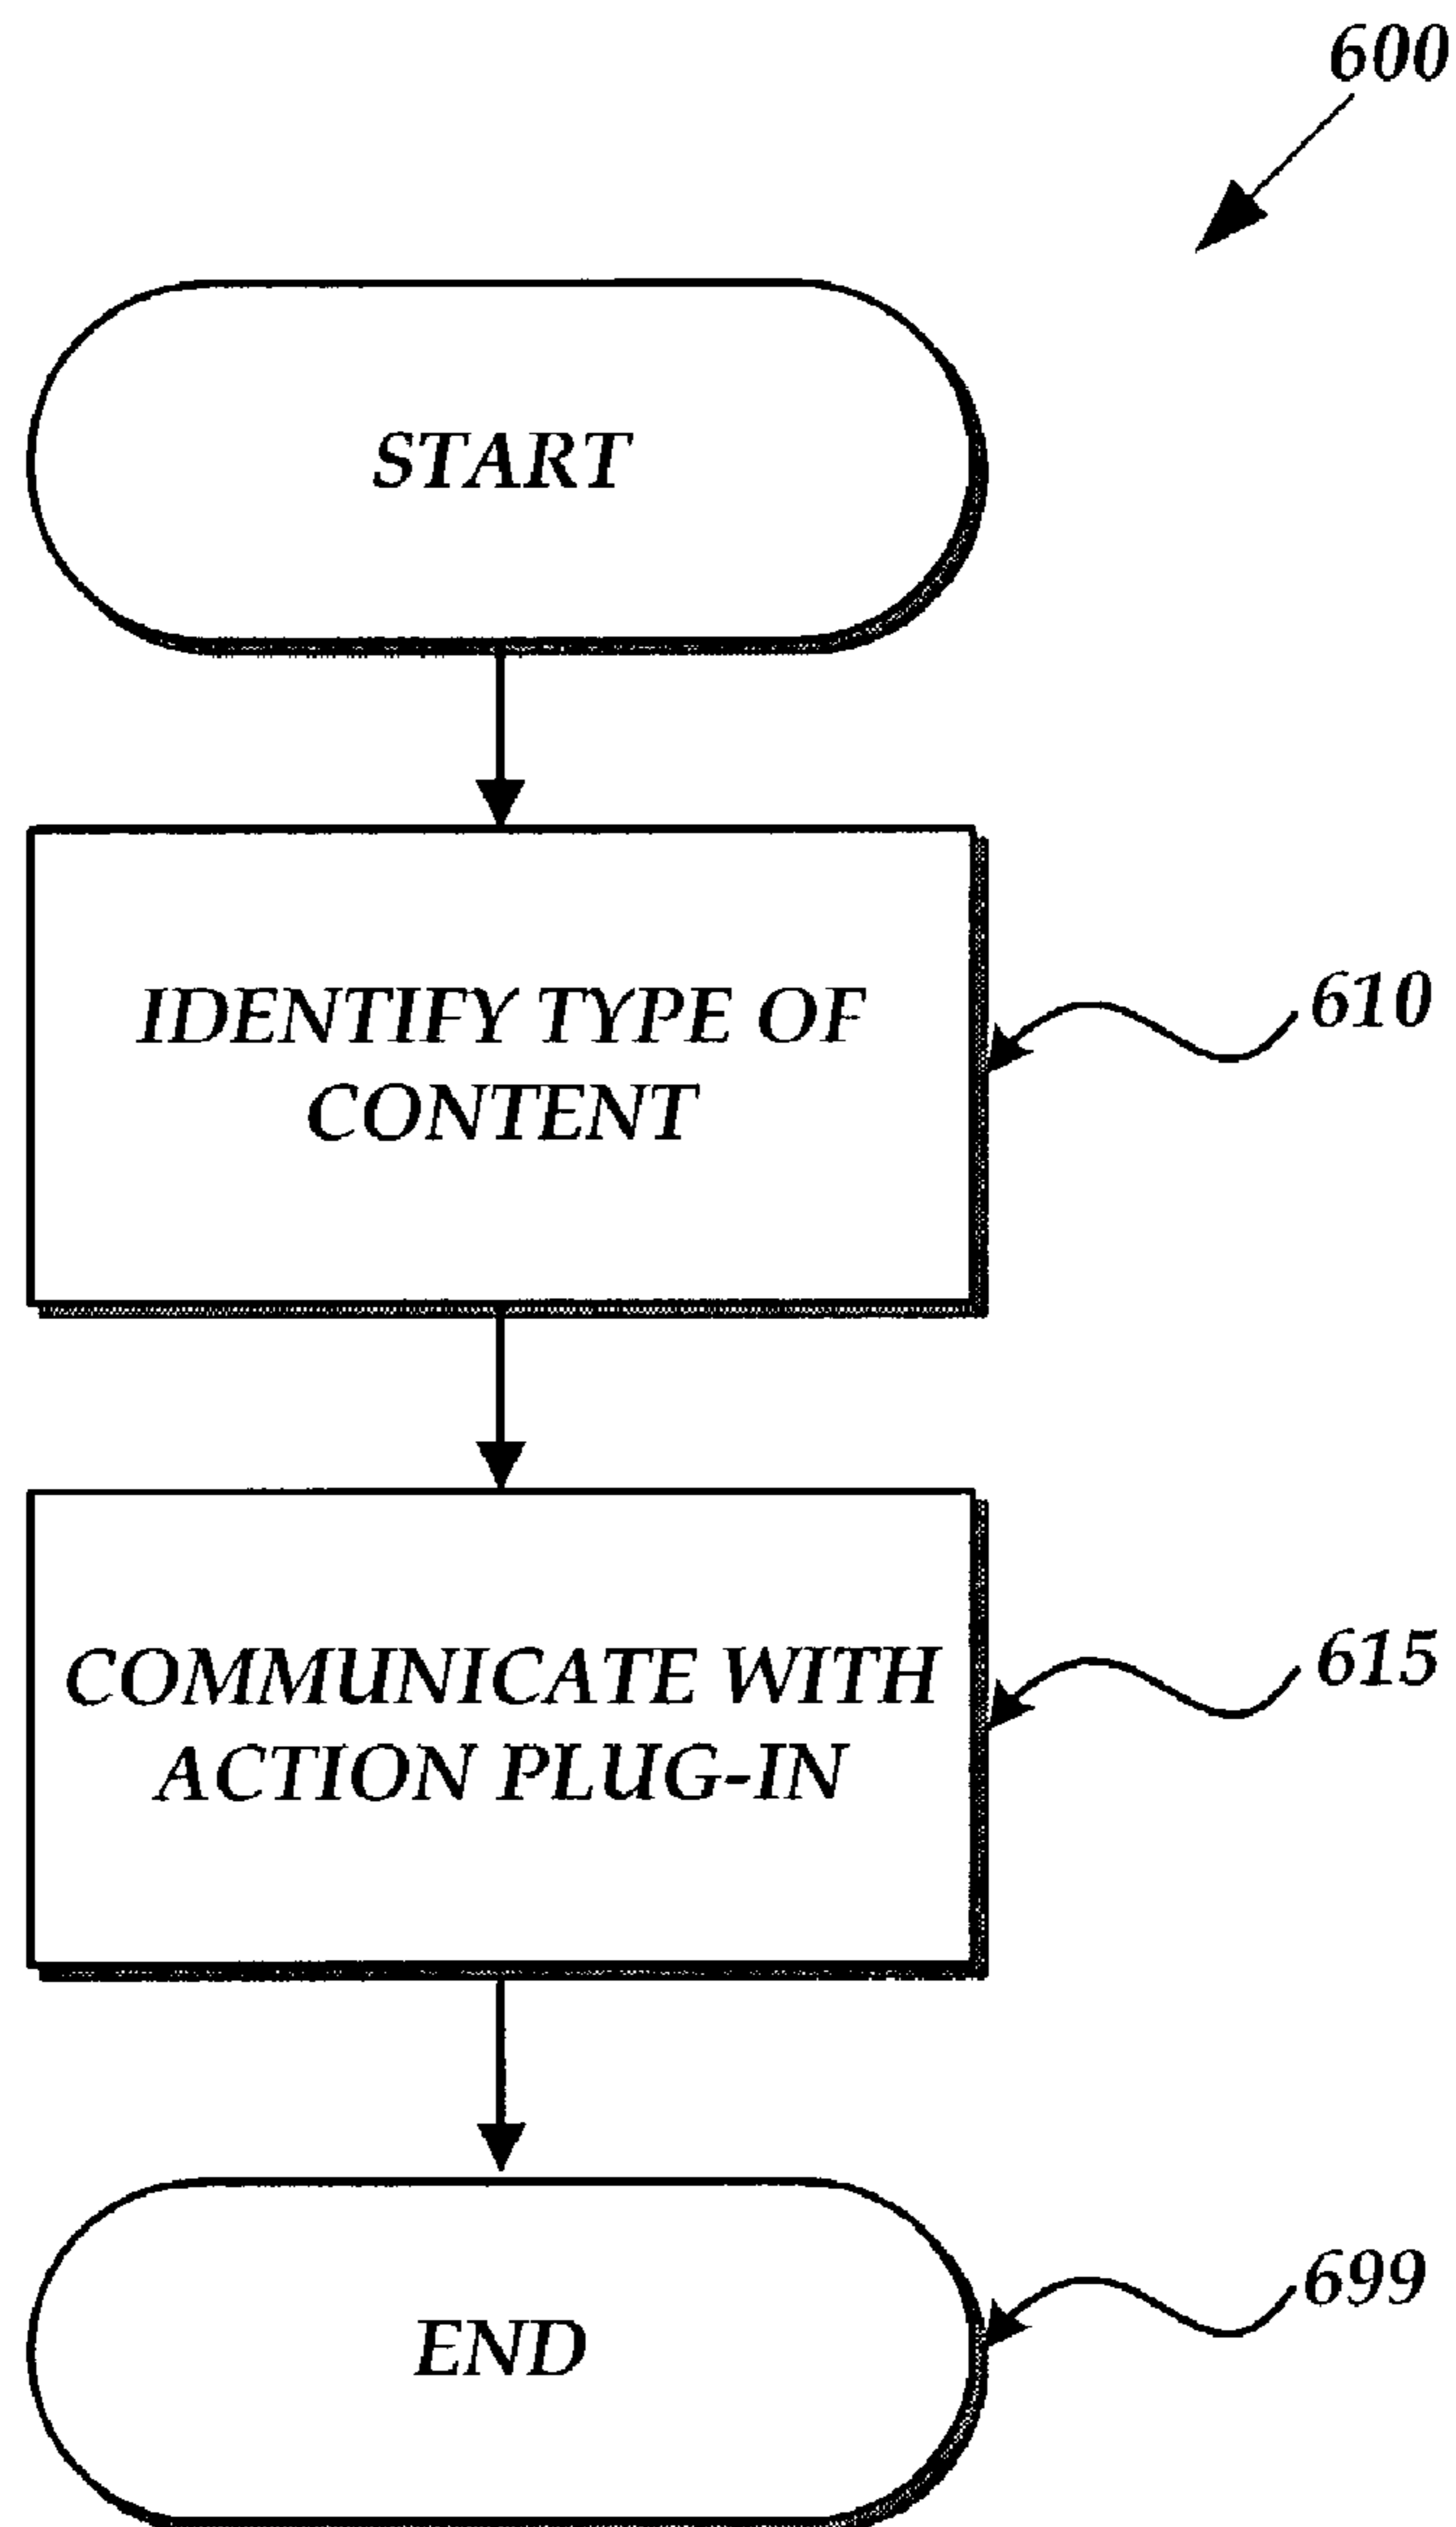 600
START
IDENTIFY TYPE OF
CONTENT
610
COMMUNICATE WITH
ACTION PLUG-IN
615
END
699